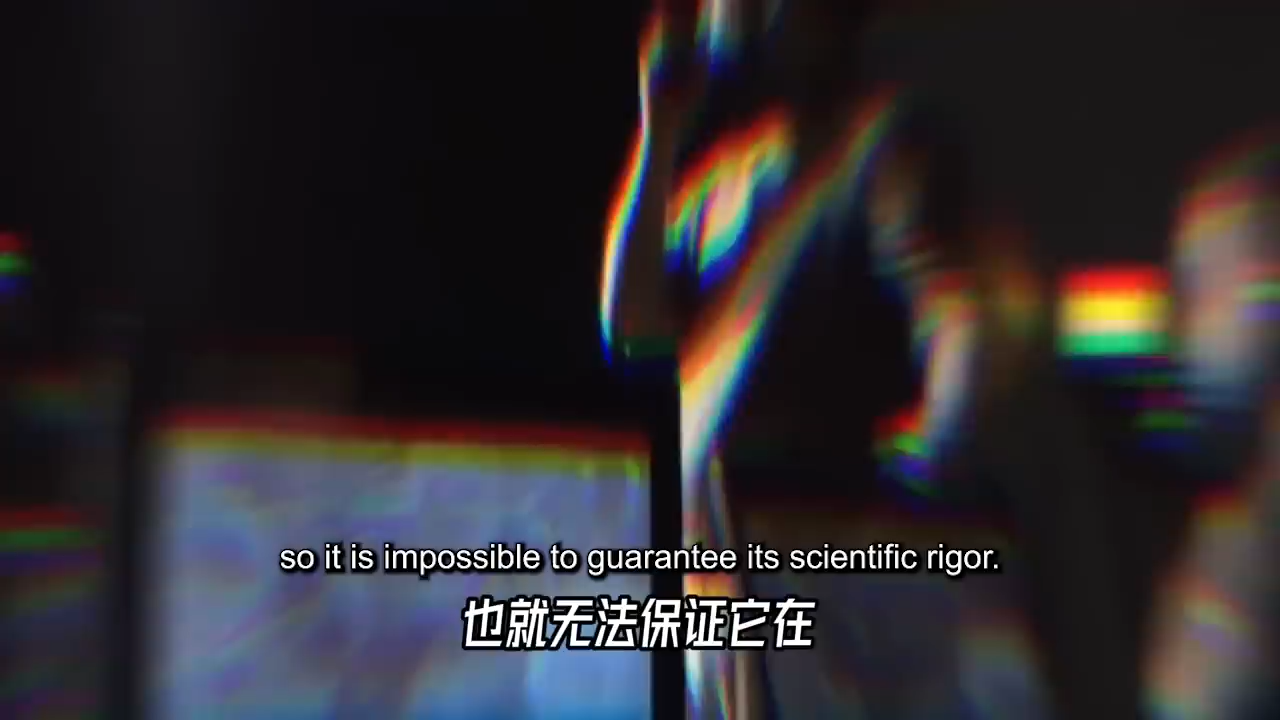 so it is impossible to guarantee its scientific rigor.
也就无法保证它在